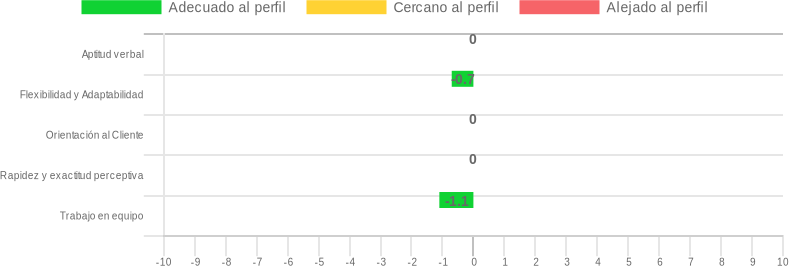 Adecuado al perfil Cercano al perfil Alejado al perfil
0
Aptitud verbal
-0.7
Flexibilidad y Adaptabilidad
0
Orientación al Cliente
0
Rapidez y exactitud perceptiva
-1.1
Trabajo en equipo
-10 -9 -8 -7 -6 -5 -4 -3 -2 -1 0 1 2 3 4 5 6 7 8 9 10